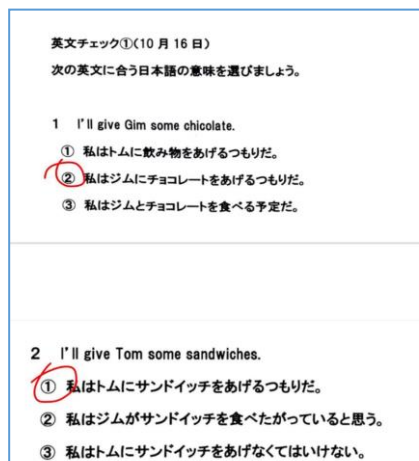 英文チェック①(10月16日)
次の英文に合う日本語の意味を選びましょう。
1 I'll give Gim some chicolate.
① 私はトムに飲み物をあげるつもりだ。
② 私はジムにチョコレートをあげるつもりだ。
③ 私はジムとチョコレートを食べる予定だ。
2 I'll give Tom some sandwiches.
① 私はトムにサンドイッチをあげるつもりだ。
② 私はジムがサンドイッチを食べたがっていると思う。
③ 私はトムにサンドイッチをあげなくてはいけない。